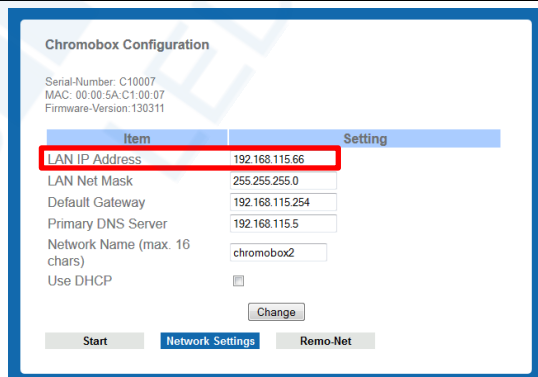 Chromobox Configuration
Serial-Number: C10007
MAC: 00:00:5A:C1:00:07
Firmware-Version:130311
Item Setting
LAN IP Address 192.168.115.66
LAN Net Mask 255.255.255.0
Default Gateway 192.168.115.254
Primary DNS Server 192.168.115.5
Network Name (max. 16
chars) chromobox2
Use DHCP
Change
Start Network Settings Remo-Net